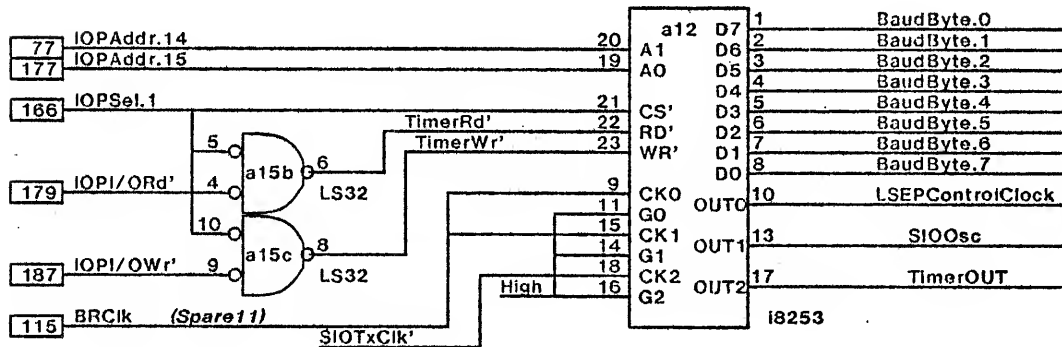 77 IOPAddr.14 20 A1 a12 D7 1 BaudByte.0
177 IOPAddr.15 19 A0 D6 2 BaudByte.1
D5 3 BaudByte.2
D4 4 BaudByte.3
166 IOPSel.1 21 CS' D3 5 BaudByte.4
TimerRd' 22 RD' D2 6 BaudByte.5
TimerWr' 23 WR' D1 7 BaudByte.6
D0 8 BaudByte.7
5 a15b 6
179 IOPI/ORd' 4 LS32
9 CK0 OUT0 10 LSEPControlClock
11 G0
10 a15c 8 15 CK1 OUT1 13 SIOOsc
14 G1
187 IOPI/OWr' 9 LS32
18 CK2 OUT2 17 TimerOUT
High 16 G2
115 BRClk (Spare11) i8253
SIOTxClk'